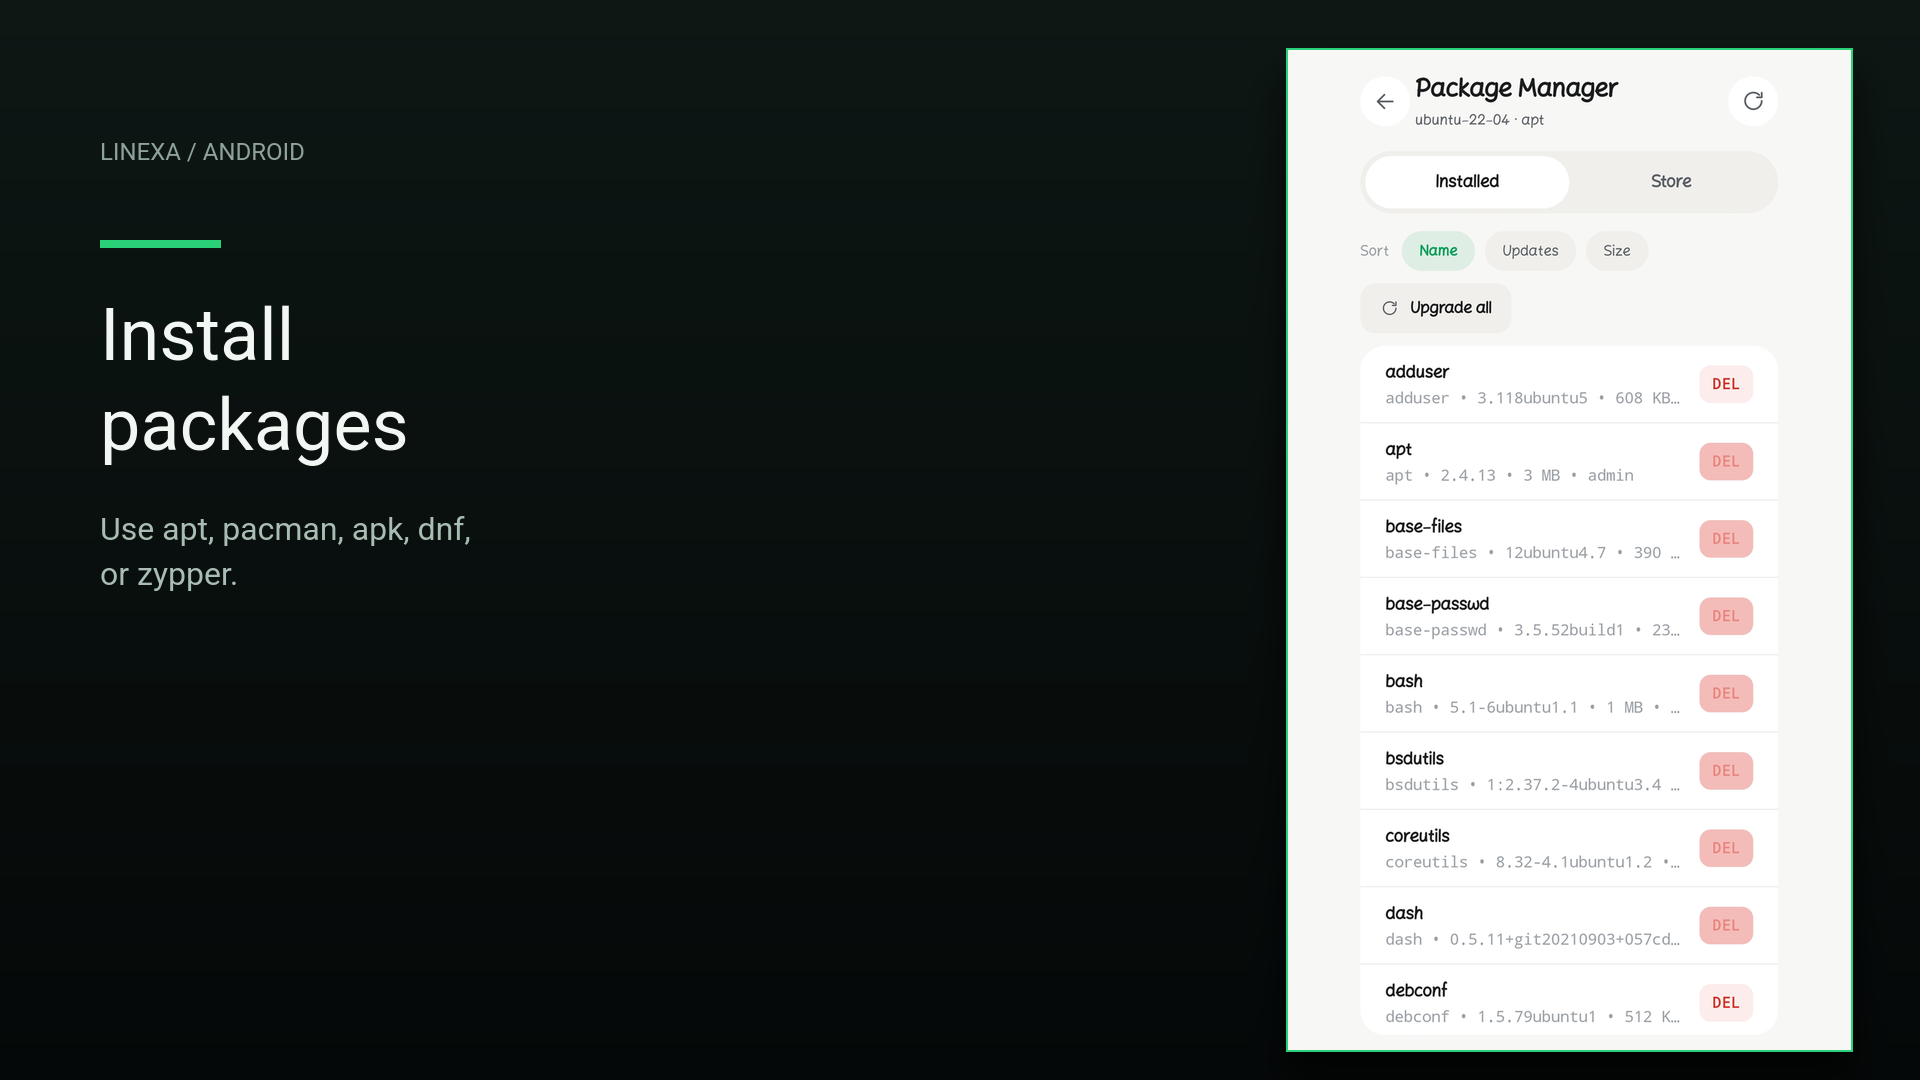 LINEXA / ANDROID
Install
packages
Use apt, pacman, apk, dnf,
or zypper.
Package Manager
ubuntu-22-04 · apt
Installed
Store
Sort
Name
Updates
Size
Upgrade all
adduser
adduser • 3.118ubuntu5 • 608 KB…
DEL
apt
apt • 2.4.13 • 3 MB • admin
DEL
base-files
base-files • 12ubuntu4.7 • 390 …
DEL
base-passwd
base-passwd • 3.5.52build1 • 23…
DEL
bash
bash • 5.1-6ubuntu1.1 • 1 MB • …
DEL
bsdutils
bsdutils • 1:2.37.2-4ubuntu3.4 …
DEL
coreutils
coreutils • 8.32-4.1ubuntu1.2 •…
DEL
dash
dash • 0.5.11+git20210903+057cd…
DEL
debconf
debconf • 1.5.79ubuntu1 • 512 K…
DEL